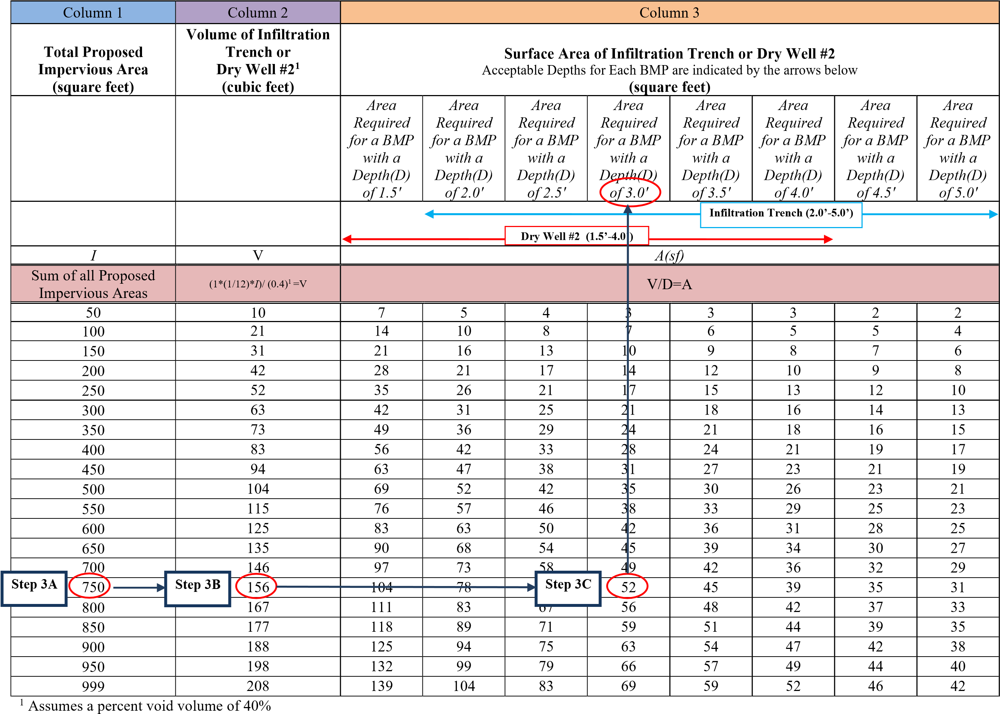 Column 1 Column 2 Column 3
Total Proposed
Impervious Area
(square feet)
Volume of Infiltration
Trench or
Dry Well #2¹
(cubic feet)
Surface Area of Infiltration Trench or Dry Well #2
Acceptable Depths for Each BMP are indicated by the arrows below
(square feet)
Area Area Area Area Area Area Area Area
Required Required Required Required Required Required Required Required
for a BMP for a BMP for a BMP for a BMP for a BMP for a BMP for a BMP for a BMP
with a with a with a with a with a with a with a with a
Depth(D) Depth(D) Depth(D) Depth(D) Depth(D) Depth(D) Depth(D) Depth(D)
of 1.5' of 2.0' of 2.5' of 3.0' of 3.5' of 4.0' of 4.5' of 5.0'
Infiltration Trench (2.0’-5.0’)
Dry Well #2 (1.5’-4.0’)
I V A(sf)
Sum of all Proposed
Impervious Areas
(1*(1/12)*I)/ (0.4)¹ =V
V/D=A
50 10 7 5 4 3 3 3 2 2
100 21 14 10 8 7 6 5 5 4
150 31 21 16 13 10 9 8 7 6
200 42 28 21 17 14 12 10 9 8
250 52 35 26 21 17 15 13 12 10
300 63 42 31 25 21 18 16 14 13
350 73 49 36 29 24 21 18 16 15
400 83 56 42 33 28 24 21 19 17
450 94 63 47 38 31 27 23 21 19
500 104 69 52 42 35 30 26 23 21
550 115 76 57 46 38 33 29 25 23
600 125 83 63 50 42 36 31 28 25
650 135 90 68 54 45 39 34 30 27
700 146 97 73 58 49 42 36 32 29
Step 3A 750 Step 3B 156 104 78 Step 3C 52 45 39 35 31
800 167 111 83 67 56 48 42 37 33
850 177 118 89 71 59 51 44 39 35
900 188 125 94 75 63 54 47 42 38
950 198 132 99 79 66 57 49 44 40
999 208 139 104 83 69 59 52 46 42
¹ Assumes a percent void volume of 40%